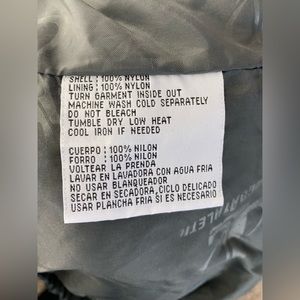 SHELL : 100% NYLON
LINING : 100% NYLON
TURN GARMENT INSIDE OUT
MACHINE WASH COLD SEPARATELY
DO NOT BLEACH
TUMBLE DRY LOW HEAT
COOL IRON IF NEEDED
CUERPO : 100% NILON
FORRO : 100% NILON
VOLTEAR LA PRENDA
LAVAR EN LAVADORA CON AGUA FRIA
NO USAR BLANQUEADOR
SECAR EN SECADORA, CICLO DELICADO
USAR PLANCHA FRIA SI ES NECESARIO